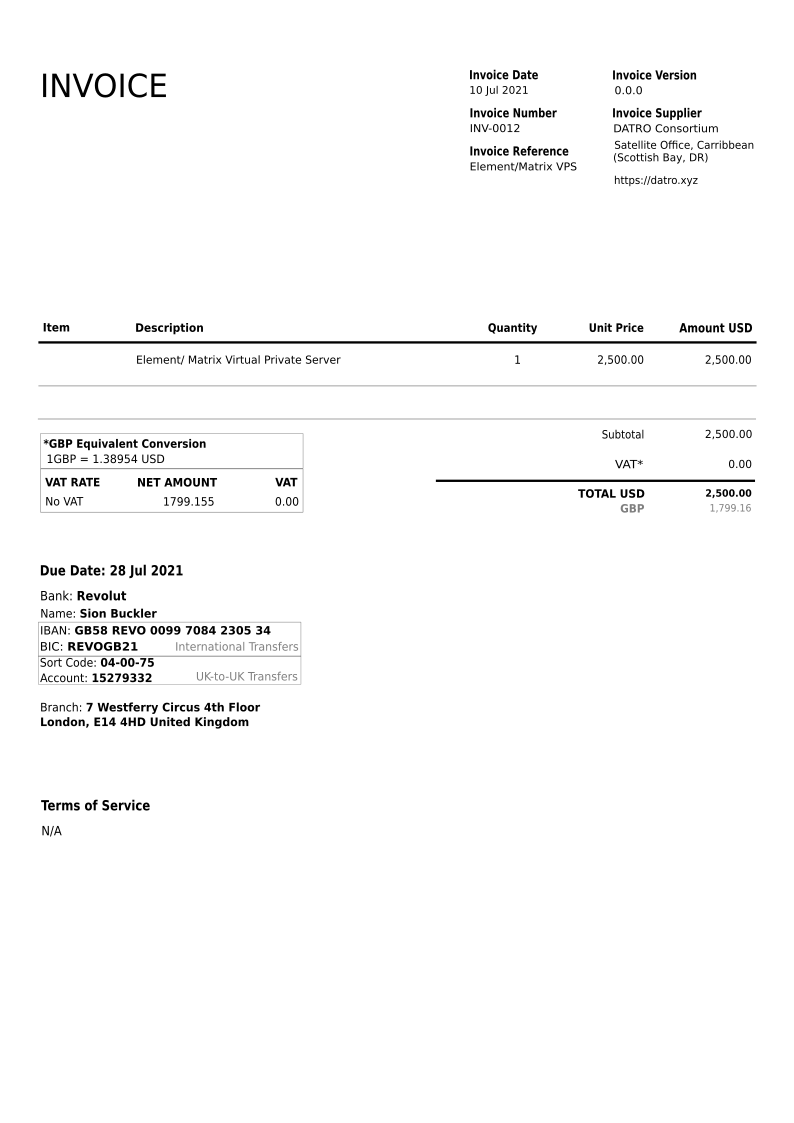 INVOICE
Invoice Date
10 Jul 2021
Invoice Number
INV-0012
Invoice Reference
Element/Matrix VPS
Invoice Version
0.0.0
Invoice Supplier
DATRO Consortium
Satellite Office, Carribbean
(Scottish Bay, DR)
https://datro.xyz
Item Description Quantity Unit Price Amount USD
Element/ Matrix Virtual Private Server 1 2,500.00 2,500.00
*GBP Equivalent Conversion
1GBP = 1.38954 USD
VAT RATE NET AMOUNT VAT
No VAT 1799.155 0.00
Subtotal 2,500.00
VAT* 0.00
TOTAL USD 2,500.00
GBP 1,799.16
Due Date: 28 Jul 2021
Bank: Revolut
Name: Sion Buckler
IBAN: GB58 REVO 0099 7084 2305 34
BIC: REVOGB21 International Transfers
Sort Code: 04-00-75
Account: 15279332 UK-to-UK Transfers
Branch: 7 Westferry Circus 4th Floor
London, E14 4HD United Kingdom
Terms of Service
N/A